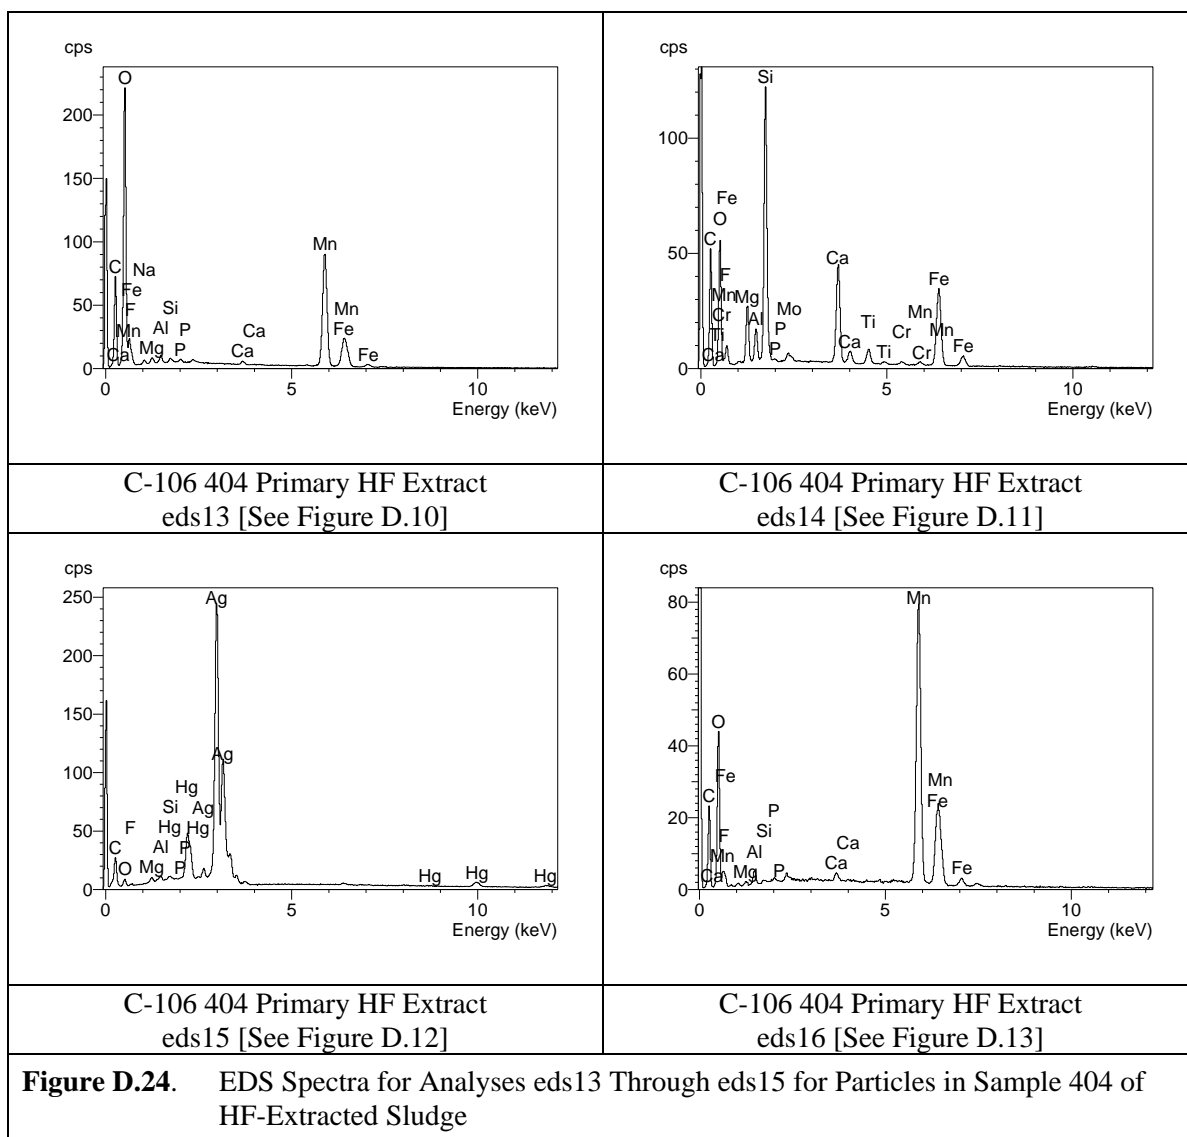 cps
O
200
150
C
Na
100
Fe
F
Mn
Ca
50
Mg
Al
Si
P
P
Ca
Ca
Mn
Mn
Fe
Fe
0
0
5
10
Energy (keV)
C-106 404 Primary HF Extract
eds13 [See Figure D.10]
cps
Si
100
Fe
O
C
50
F
Mn
Cr
Ti
Ca
Mg
Al
Mo
P
P
Ca
Ca
Ti
Ti
Cr
Cr
Mn
Fe
Mn
Fe
0
0
5
10
Energy (keV)
C-106 404 Primary HF Extract
eds14 [See Figure D.11]
cps
250
Ag
200
150
Ag
100
Hg
Si
Ag
F
Hg
Hg
50
Al
P
C
O
Mg
P
Hg
Hg
Hg
0
0
5
10
Energy (keV)
C-106 404 Primary HF Extract
eds15 [See Figure D.12]
cps
80
Mn
60
O
40
Fe
C
20
F
Mn
Ca
Mg
Al
Si
P
P
Ca
Ca
Mn
Fe
Fe
0
0
5
10
Energy (keV)
C-106 404 Primary HF Extract
eds16 [See Figure D.13]
Figure D.24. EDS Spectra for Analyses eds13 Through eds15 for Particles in Sample 404 of
HF-Extracted Sludge